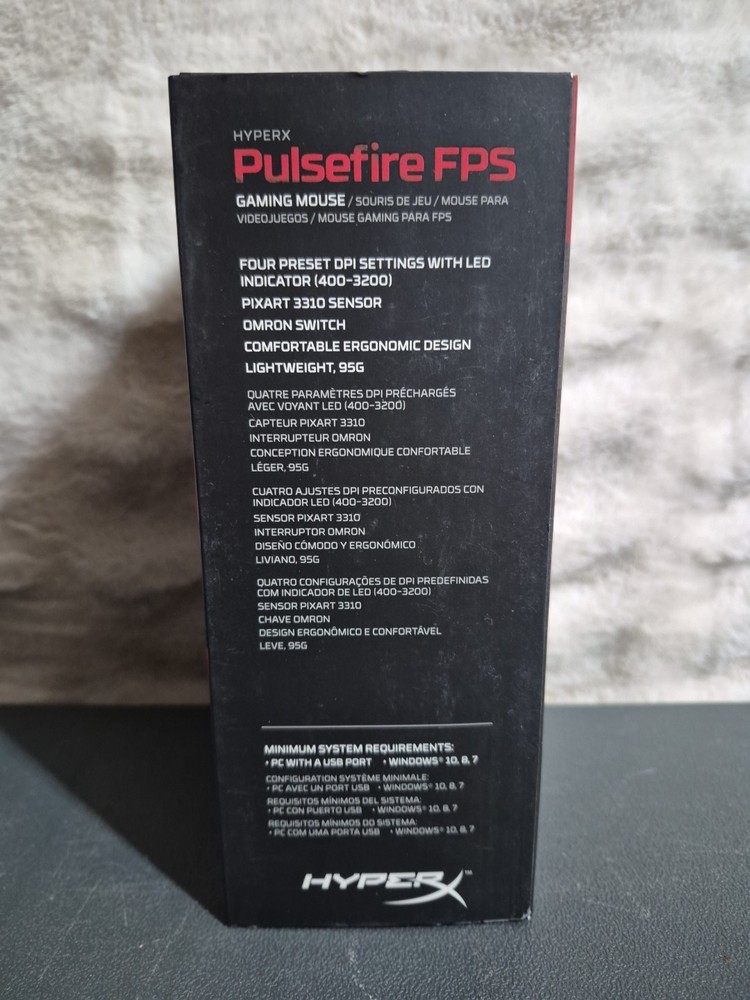 HYPERX
Pulsefire FPS
GAMING MOUSE / SOURIS DE JEU / MOUSE PARA
VIDEOJUEGOS / MOUSE GAMING PARA FPS
FOUR PRESET DPI SETTINGS WITH LED
INDICATOR (400-3200)
PIXART 3310 SENSOR
OMRON SWITCH
COMFORTABLE ERGONOMIC DESIGN
LIGHTWEIGHT, 95G
QUATRE PARAMÈTRES DPI PRÉCHARGÉS
AVEC VOYANT LED (400-3200)
CAPTEUR PIXART 3310
INTERRUPTEUR OMRON
CONCEPTION ERGONOMIQUE CONFORTABLE
LÉGER, 95G
CUATRO AJUSTES DPI PRECONFIGURADOS CON
INDICADOR LED (400-3200)
SENSOR PIXART 3310
INTERRUPTOR OMRON
DISEÑO CÓMODO Y ERGONÓMICO
LIVIANO, 95G
QUATRO CONFIGURAÇÕES DE DPI PREDEFINIDAS
COM INDICADOR DE LED (400-3200)
SENSOR PIXART 3310
CHAVE OMRON
DESIGN ERGONÔMICO E CONFORTÁVEL
LEVE, 95G
MINIMUM SYSTEM REQUIREMENTS:
• PC WITH A USB PORT • WINDOWS® 10, 8, 7
CONFIGURATION SYSTÈME MINIMALE:
• PC AVEC UN PORT USB • WINDOWS® 10, 8, 7
REQUISITOS MÍNIMOS DEL SISTEMA:
• PC CON PUERTO USB • WINDOWS® 10, 8, 7
REQUISITOS MÍNIMOS DO SISTEMA:
• PC COM UMA PORTA USB • WINDOWS® 10, 8, 7
HYPERX™